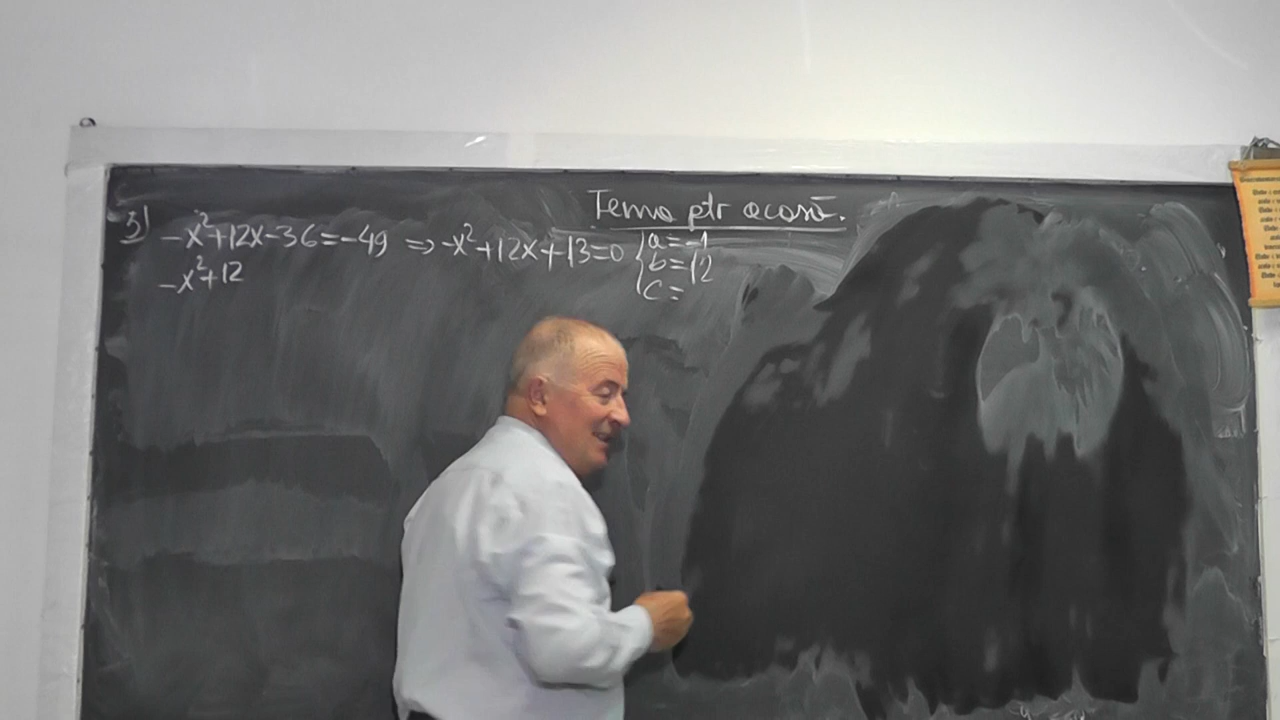 Tema ptr acasă.
3) -x²+12x-36=-49 => -x²+12x+13=0 { a=-1
b=12
c=
-x²+12